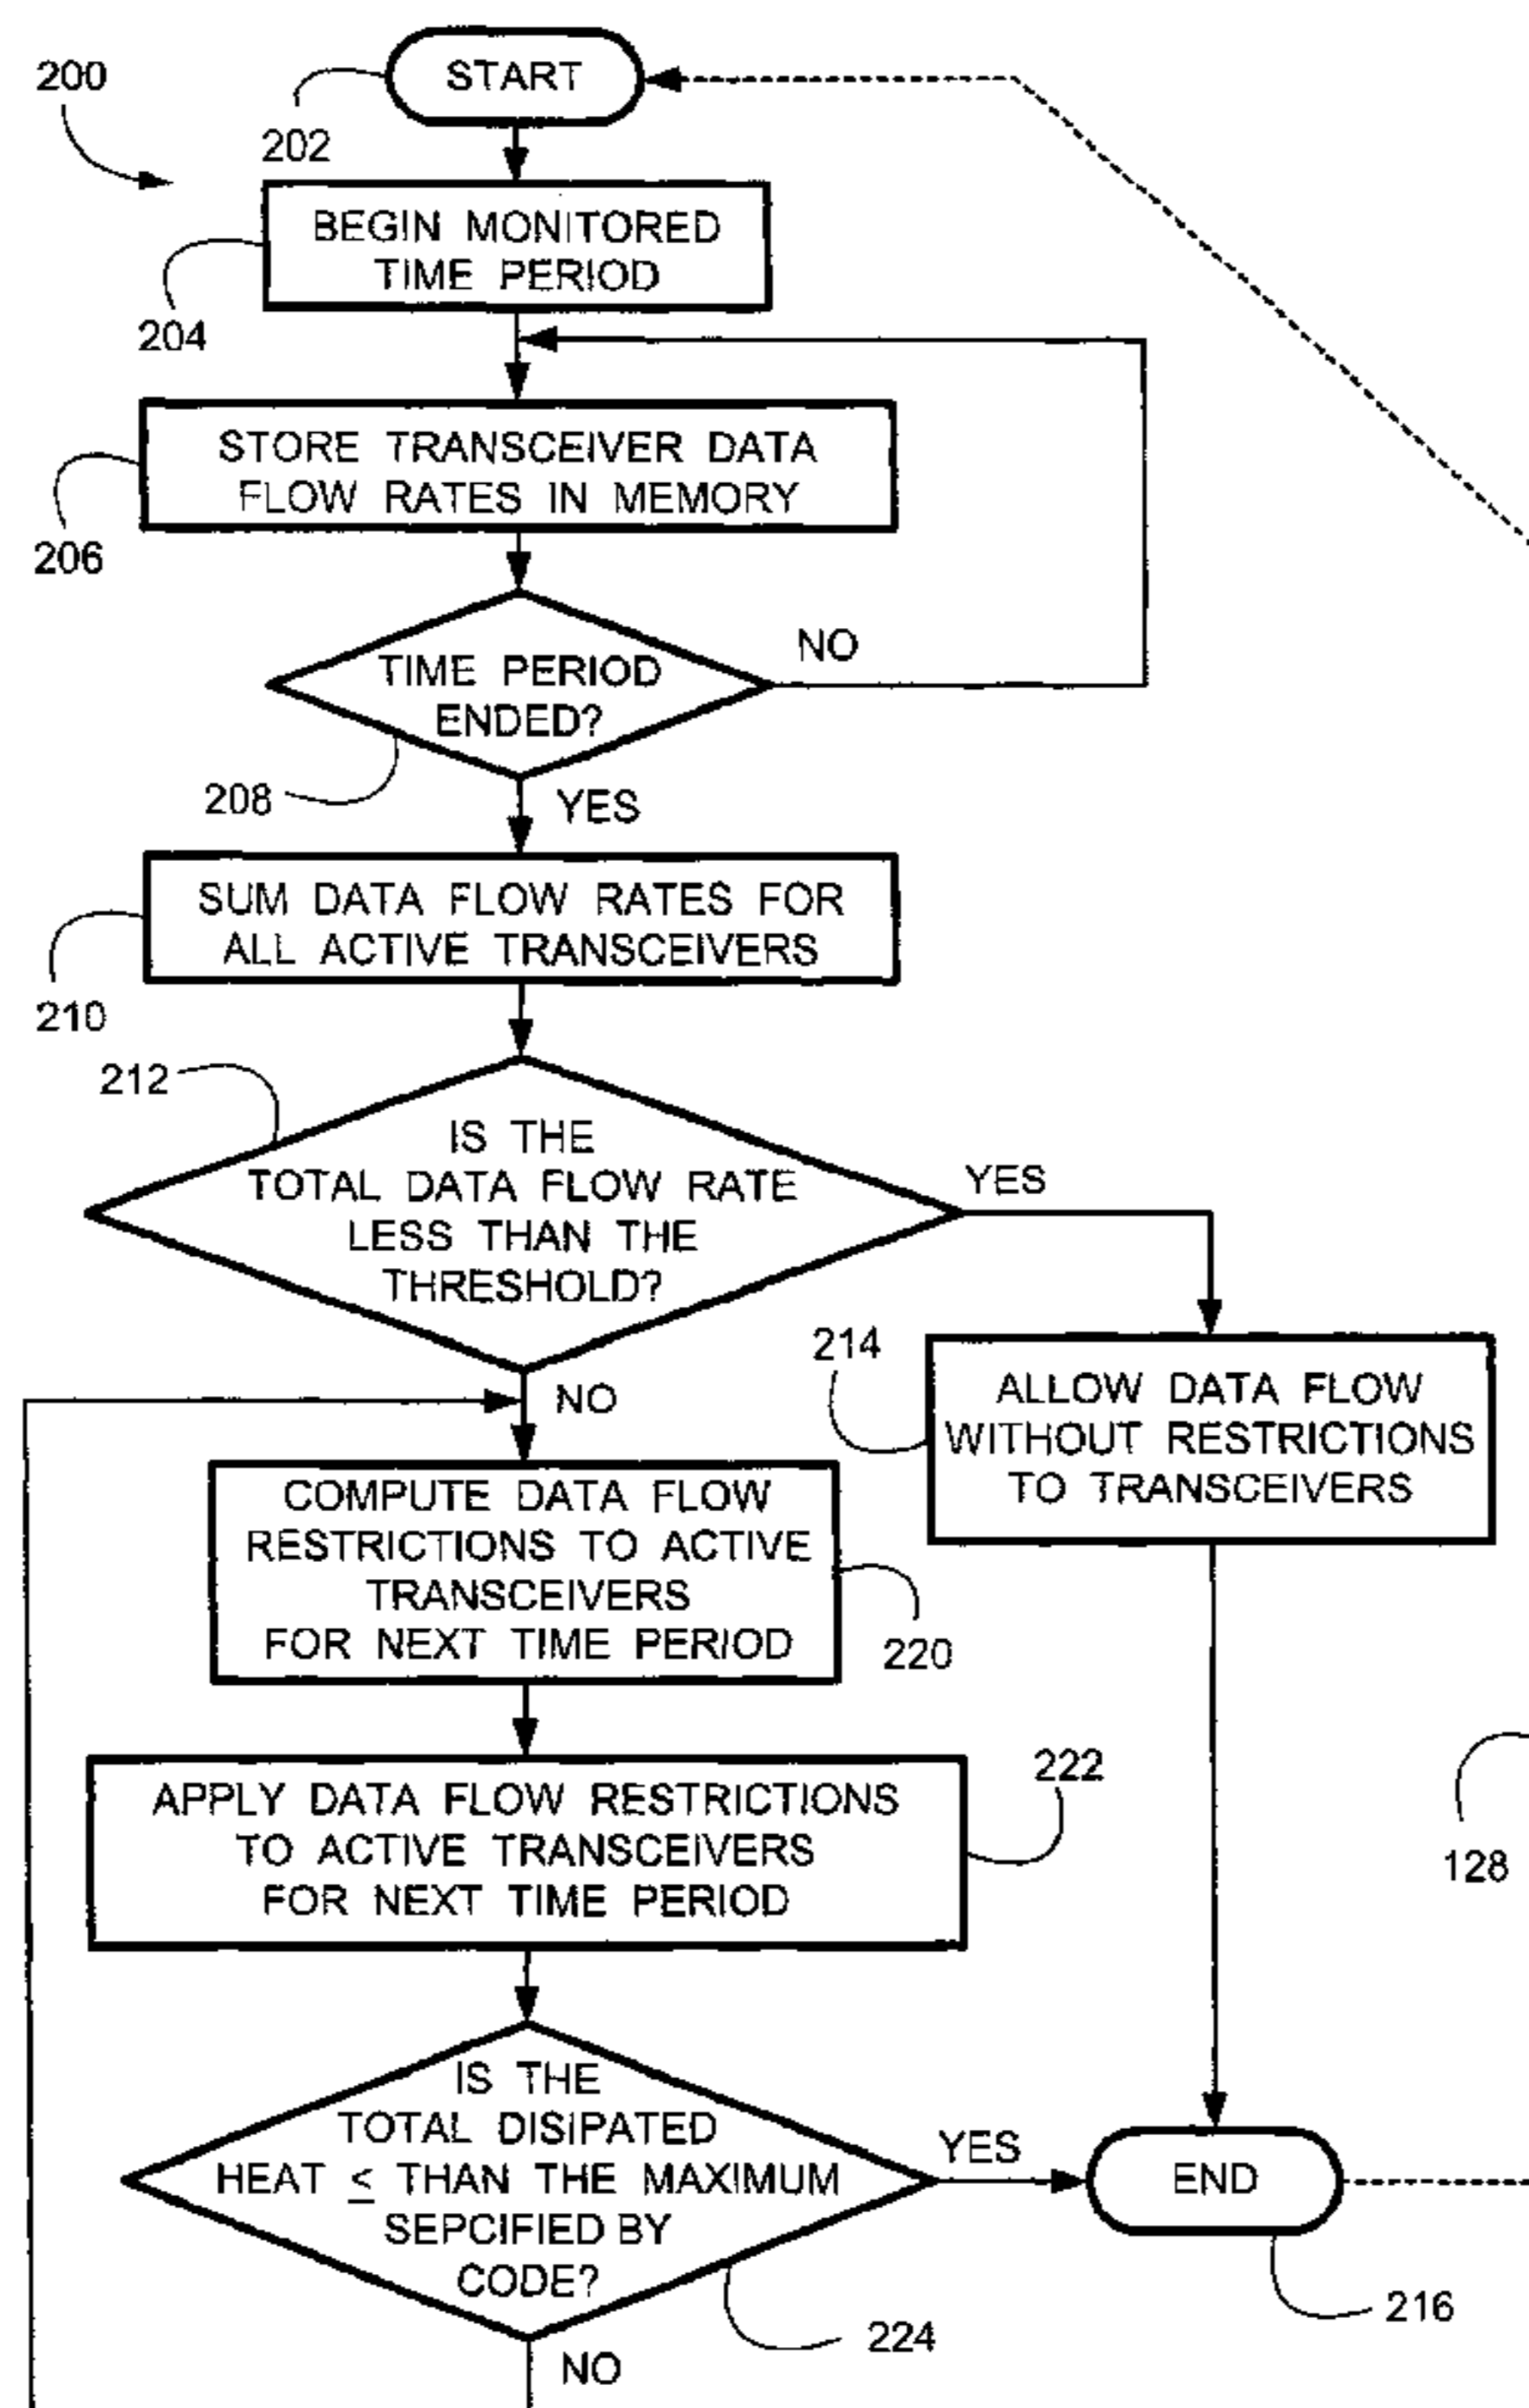 200
START
202
BEGIN MONITORED
TIME PERIOD
204
STORE TRANSCEIVER DATA
FLOW RATES IN MEMORY
206
TIME PERIOD
ENDED?
NO
208
YES
SUM DATA FLOW RATES FOR
ALL ACTIVE TRANSCEIVERS
210
212
IS THE
TOTAL DATA FLOW RATE
LESS THAN THE
THRESHOLD?
YES
NO
214
ALLOW DATA FLOW
WITHOUT RESTRICTIONS
TO TRANSCEIVERS
COMPUTE DATA FLOW
RESTRICTIONS TO ACTIVE
TRANSCEIVERS
FOR NEXT TIME PERIOD
220
APPLY DATA FLOW RESTRICTIONS
TO ACTIVE TRANSCEIVERS
FOR NEXT TIME PERIOD
222
128
IS THE
TOTAL DISIPATED
HEAT ≤ THAN THE MAXIMUM
SEPCIFIED BY
CODE?
YES
END
216
224
NO